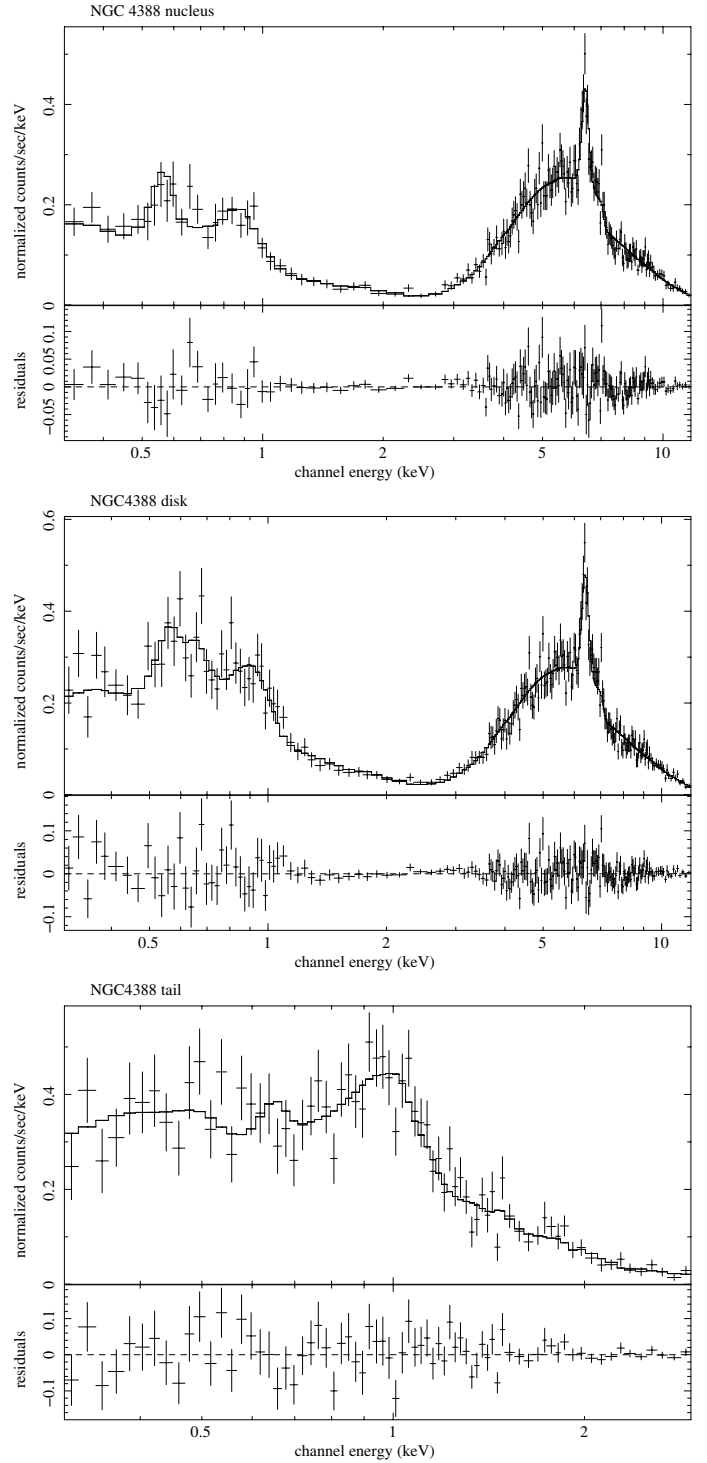 NGC 4388 nucleus
normalized counts/sec/keV
0.4
0.2
0
residuals
0.1
0.05
0
−0.05
0.5
1
2
5
10
channel energy (keV)
NGC4388 disk
normalized counts/sec/keV
0.6
0.4
0.2
0
residuals
0.1
0
−0.1
0.5
1
2
5
10
channel energy (keV)
NGC4388 tail
normalized counts/sec/keV
0.4
0.2
0
residuals
0.1
0
−0.1
0.5
1
2
channel energy (keV)